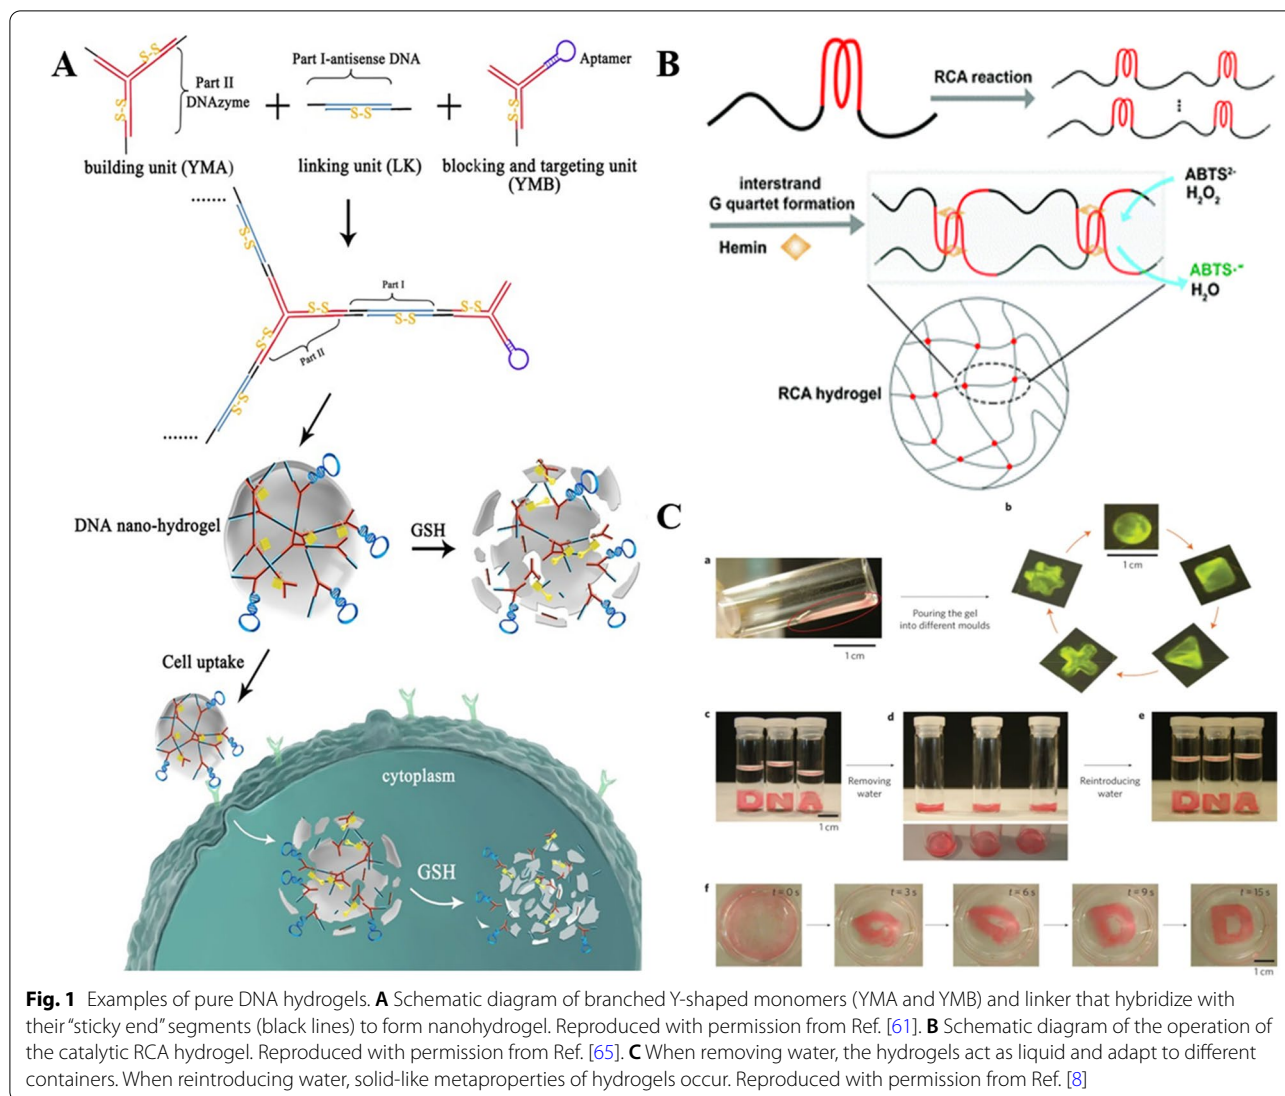 A
S-S
S-S
Part II
DNAzyme
building unit (YMA)
+
Part I-antisense DNA
S-S
linking unit (LK)
+
Aptamer
S-S
blocking and targeting unit
(YMB)
........
S-S
S-S
Part I
S-S
S-S
S-S
Part II
S-S
........
DNA nano-hydrogel
GSH
Cell uptake
cytoplasm
GSH
B
RCA reaction
interstrand
G quartet formation
Hemin
ABTS²⁻
H₂O₂
ABTS·⁻
H₂O
RCA hydrogel
C
a
1 cm
Pouring the gel
into different moulds
b
1 cm
c
DNA
1 cm
Removing
water
d
Reintroducing
water
e
DNA
f
t = 0 s
t = 3 s
t = 6 s
t = 9 s
t = 15 s
D
D
1 cm
Fig. 1 Examples of pure DNA hydrogels. A Schematic diagram of branched Y-shaped monomers (YMA and YMB) and linker that hybridize with
their “sticky end” segments (black lines) to form nanohydrogel. Reproduced with permission from Ref. [61]. B Schematic diagram of the operation of
the catalytic RCA hydrogel. Reproduced with permission from Ref. [65]. C When removing water, the hydrogels act as liquid and adapt to different
containers. When reintroducing water, solid-like metaproperties of hydrogels occur. Reproduced with permission from Ref. [8]